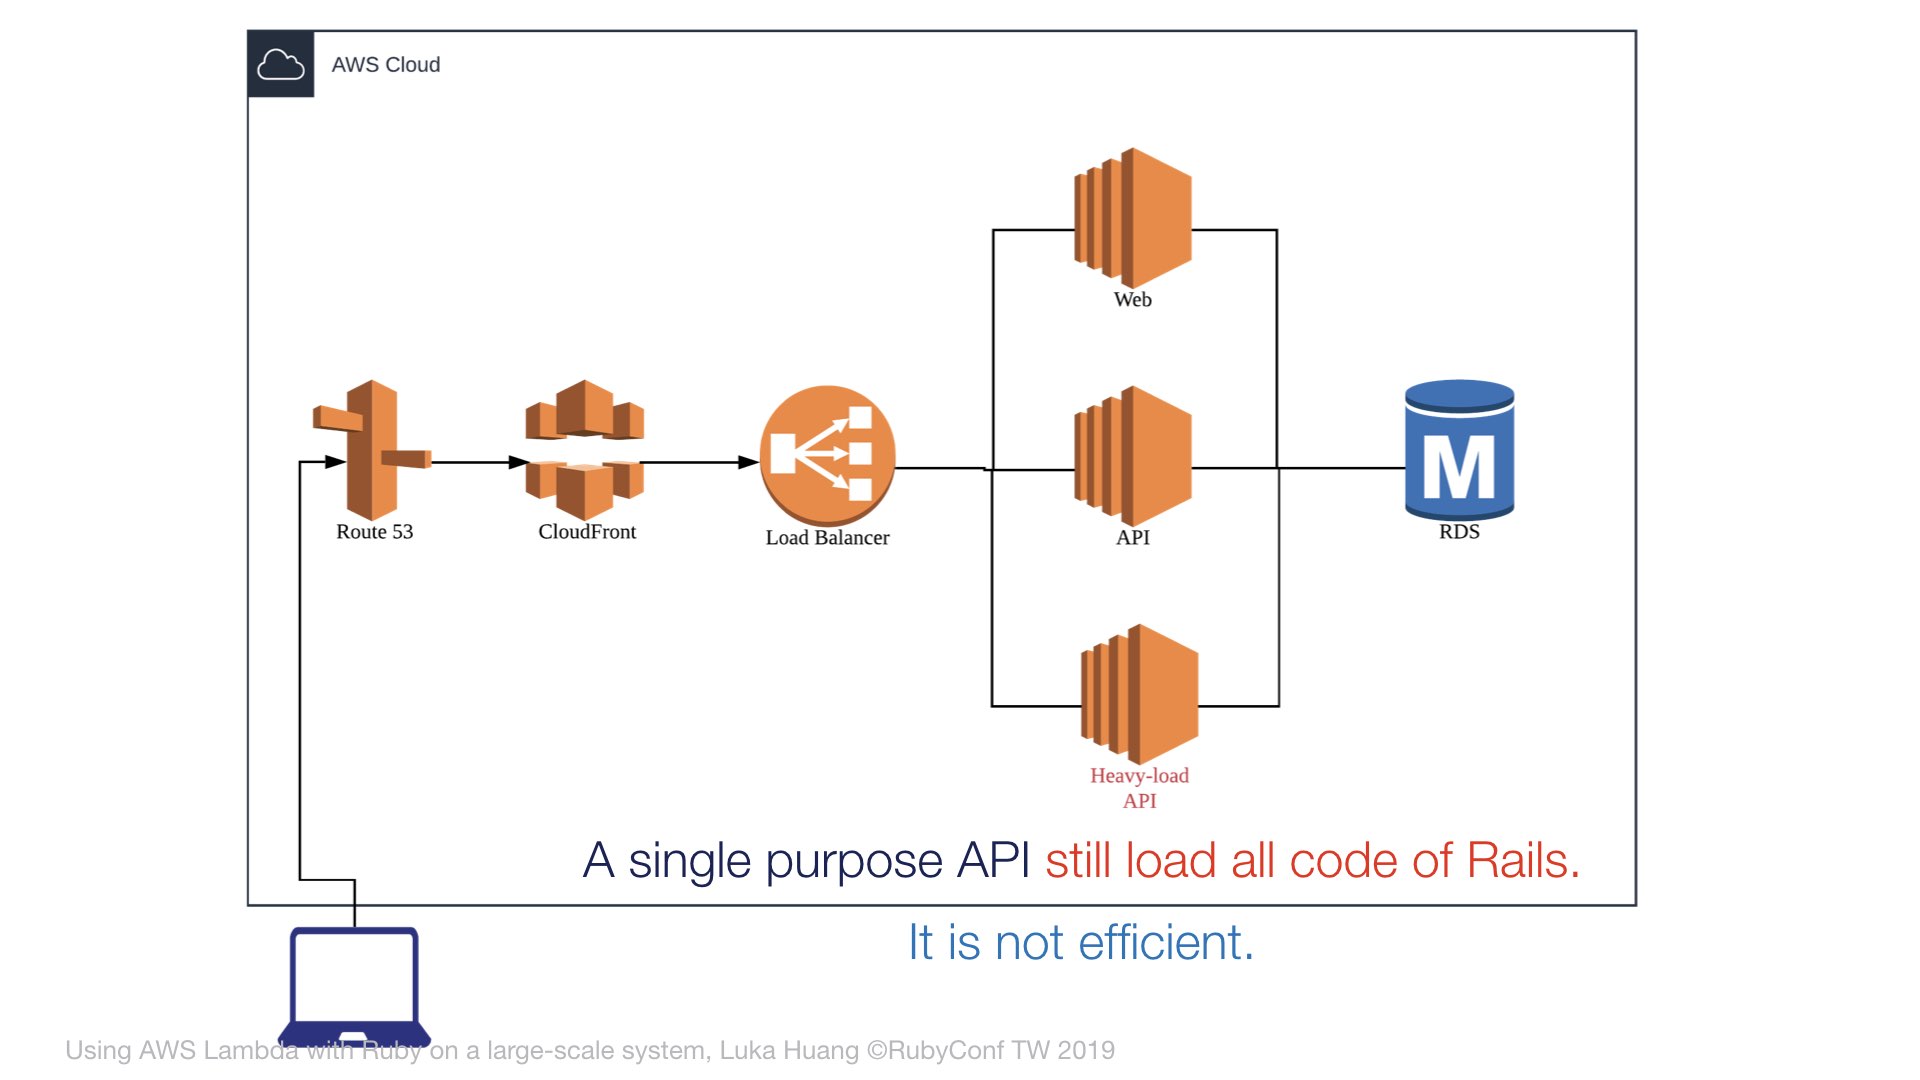 AWS Cloud
Web
Route 53
CloudFront
Load Balancer
API
M
RDS
Heavy-load
API
A single purpose API still load all code of Rails.
It is not efficient.
Using AWS Lambda with Ruby on a large-scale system, Luka Huang ©RubyConf TW 2019